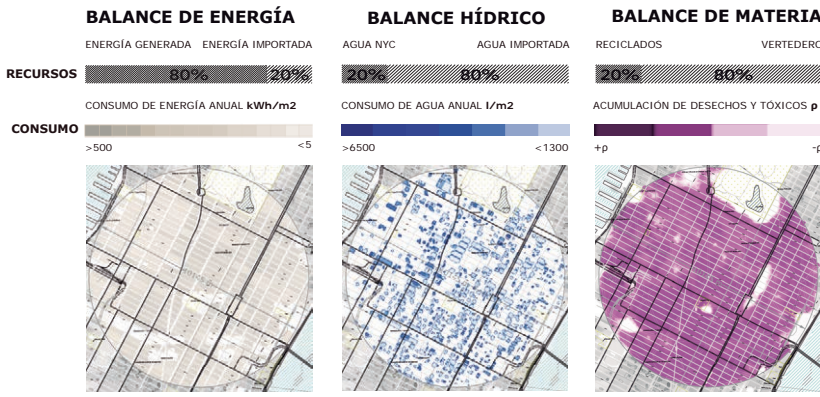 BALANCE DE ENERGÍA
BALANCE HÍDRICO
BALANCE DE MATERIA
ENERGÍA GENERADA ENERGÍA IMPORTADA
AGUA NYC AGUA IMPORTADA
RECICLADOS VERTEDERO
RECURSOS
80% 20%
20% 80%
20% 80%
CONSUMO DE ENERGÍA ANUAL kWh/m2
CONSUMO DE AGUA ANUAL l/m2
ACUMULACIÓN DE DESECHOS Y TÓXICOS ρ
CONSUMO
>500 <5
>6500 <1300
+ρ -ρ